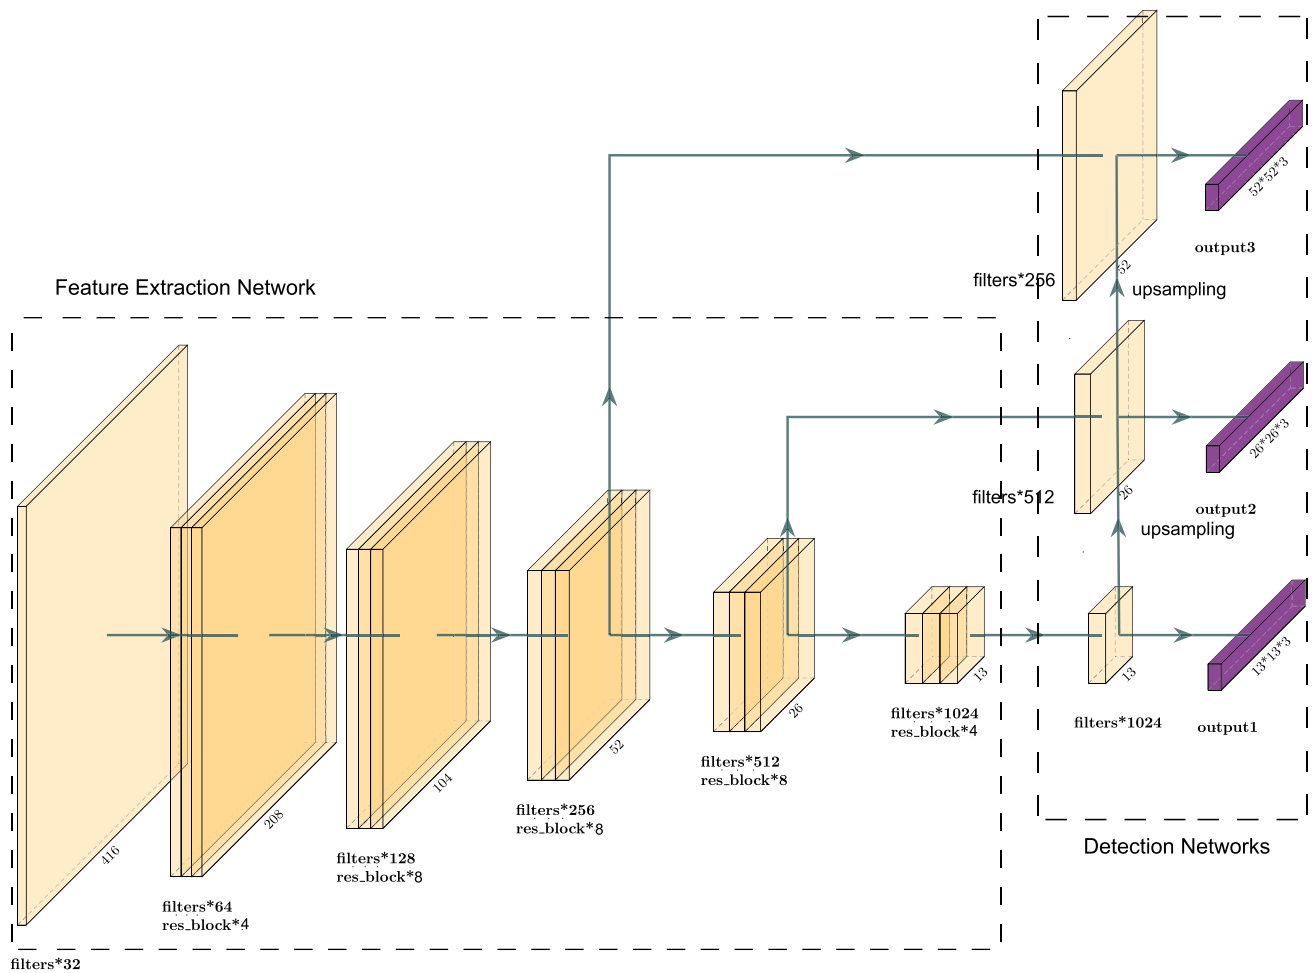 Feature Extraction Network
416
filters*32
208
filters*64
res_block*4
104
filters*128
res_block*8
52
filters*256
res_block*8
26
filters*512
res_block*8
13
filters*1024
res_block*4
filters*256
52
upsampling
52*52*3
output3
filters*512
26
upsampling
26*26*3
output2
13
filters*1024
13*13*3
output1
Detection Networks